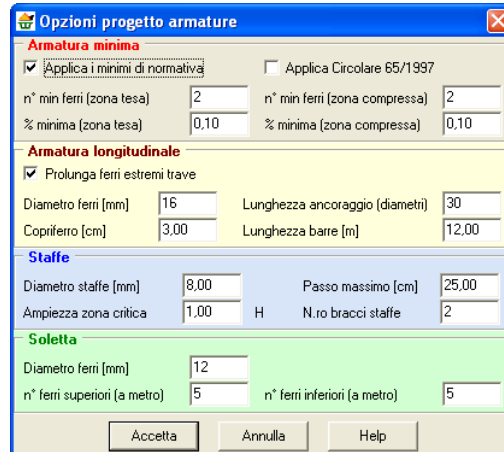 Opzioni progetto armature
Armatura minima
Applica i minimi di normativa Applica Circolare 65/1997
n° min ferri (zona tesa) 2 n° min ferri (zona compressa) 2
% minima (zona tesa) 0,10 % minima (zona compressa) 0,10
Armatura longitudinale
Prolunga ferri estremi trave
Diametro ferri [mm] 16 Lunghezza ancoraggio (diametri) 30
Copriferro [cm] 3,00 Lunghezza barre [m] 12,00
Staffe
Diametro staffe [mm] 8,00 Passo massimo [cm] 25,00
Ampiezza zona critica 1,00 H N.ro bracci staffe 2
Soletta
Diametro ferri [mm] 12
n° ferri superiori (a metro) 5 n° ferri inferiori (a metro) 5
Accetta Annulla Help